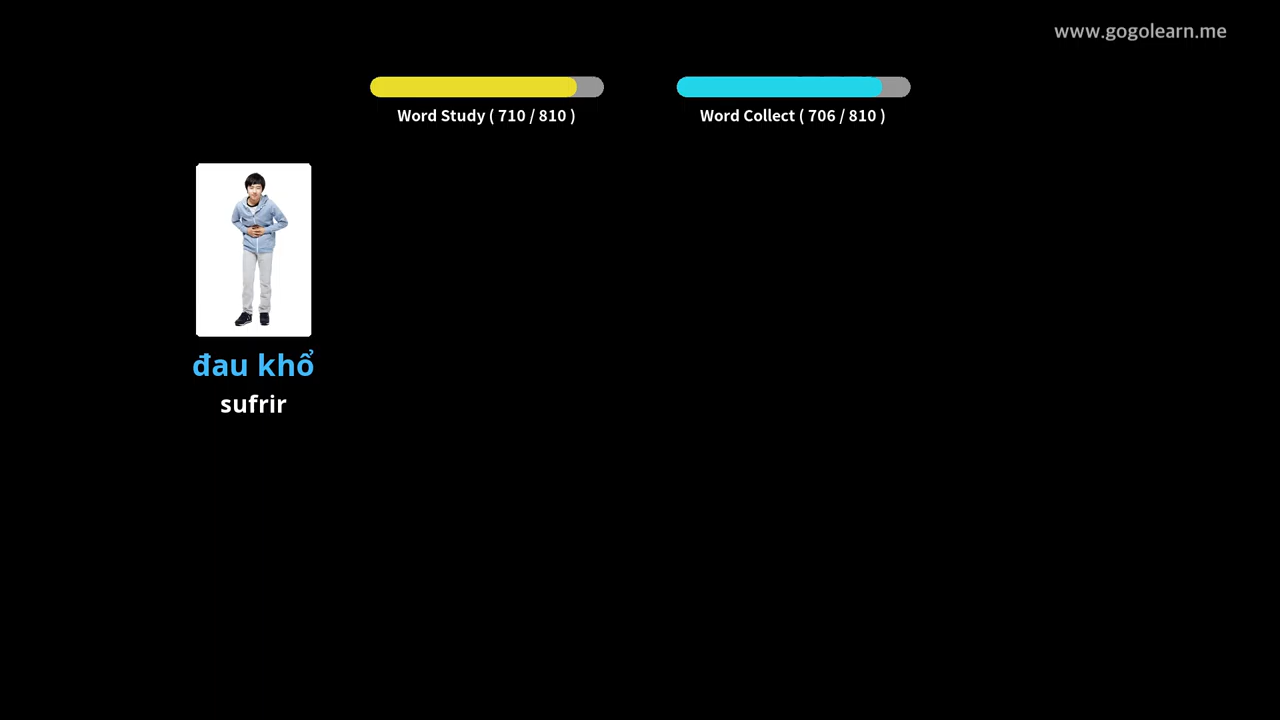 www.gogolearn.me
Word Study ( 710 / 810 )
Word Collect ( 706 / 810 )
đau khổ
sufrir